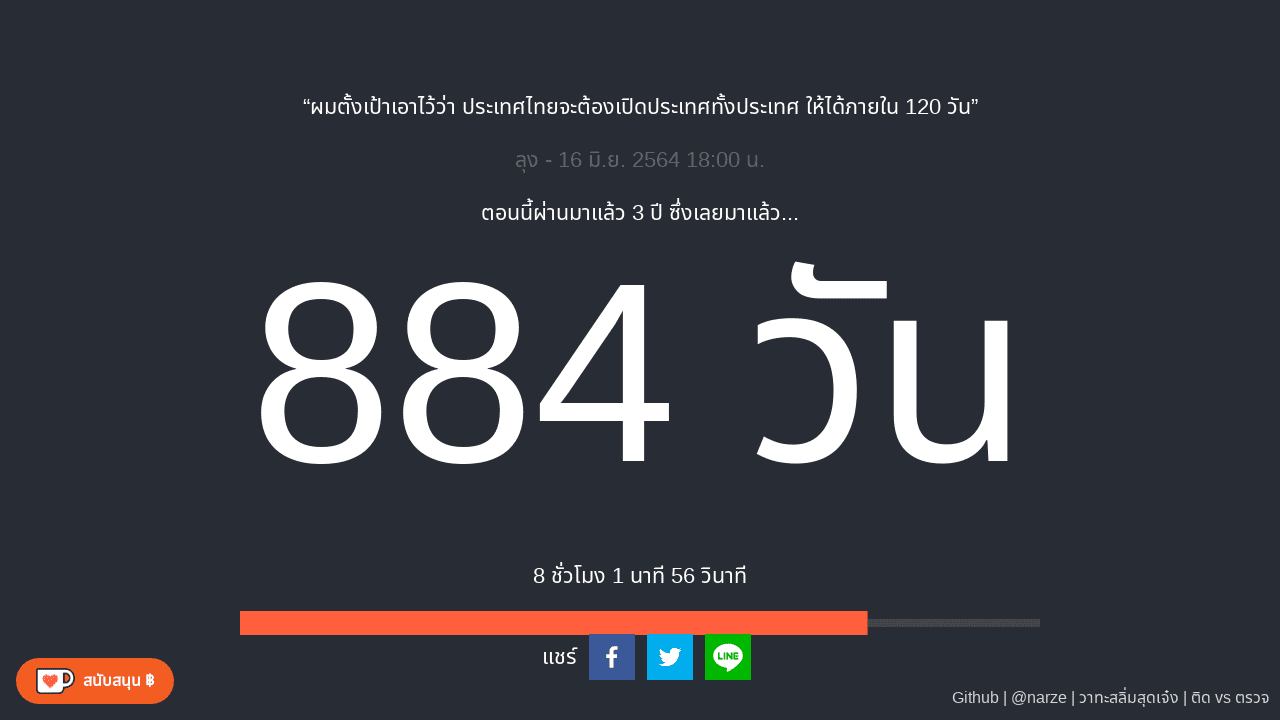 “ผมตั้งเป้าเอาไว้ว่า ประเทศไทยจะต้องเปิดประเทศทั้งประเทศ ให้ได้ภายใน 120 วัน”
ลุง - 16 มิ.ย. 2564 18:00 น.
ตอนนี้ผ่านมาแล้ว 3 ปี ซึ่งเลยมาแล้ว...
884 วัน
8 ชั่วโมง 1 นาที 56 วินาที
แชร์
LINE
สนับสนุน ฿
Github | @narze | วาทะสลิ่มสุดเจ๋ง | ติด vs ตรวจ